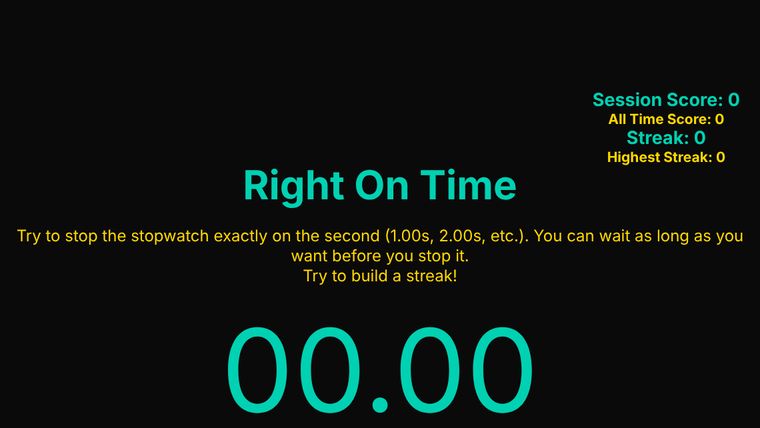 Session Score: 0
All Time Score: 0
Streak: 0
Highest Streak: 0
Right On Time
Try to stop the stopwatch exactly on the second (1.00s, 2.00s, etc.). You can wait as long as you
want before you stop it.
Try to build a streak!
00.00